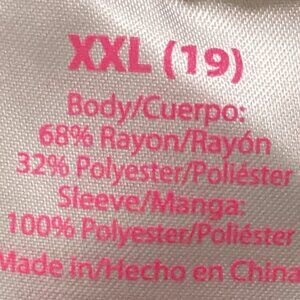 XXL (19)
Body/Cuerpo:
68% Rayon/Rayón
32% Polyester/Poliéster
Sleeve/Manga:
100% Polyester/Poliéster
Made in/Hecho en China